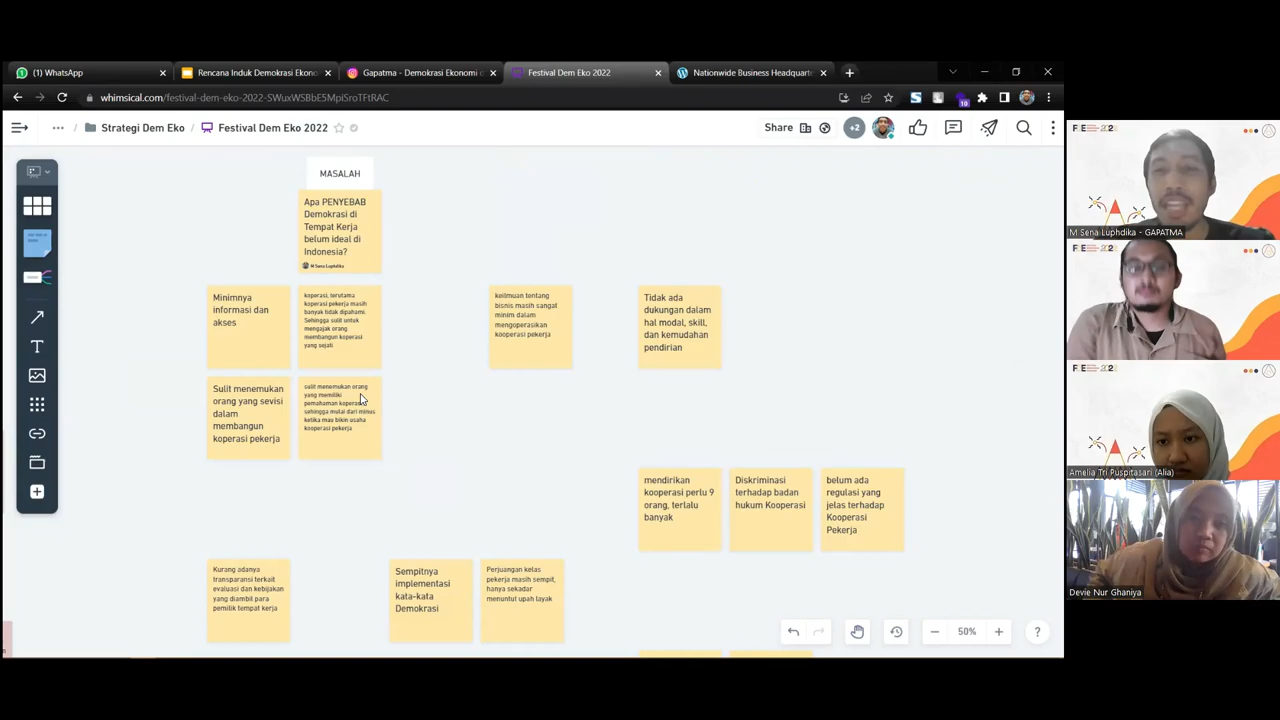 (1) WhatsApp
Rencana Induk Demokrasi Ekono
Gapatma - Demokrasi Ekonomi o
Festival Dem Eko 2022
Nationwide Business Headquarte
whimsical.com/festival-dem-eko-2022-SWuxWSBbE5MpiSroTFtRAC
10
Strategi Dem Eko
/
Festival Dem Eko 2022
Share
+2
MASALAH
Apa PENYEBAB
Demokrasi di
Tempat Kerja
belum ideal di
Indonesia?
M Sena Luphdika
Minimnya
informasi dan
akses
koperasi, terutama
koperasi pekerja masih
banyak tidak dipahami.
Sehingga sulit untuk
mengajak orang
membangun koperasi
yang sejati
keilmuan tentang
bisnis masih sangat
minim dalam
mengoperasikan
kooperasi pekerja
Tidak ada
dukungan dalam
hal modal, skill,
dan kemudahan
pendirian
Sulit menemukan
orang yang sevisi
dalam
membangun
koperasi pekerja
sulit menemukan orang
yang memiliki
pemahaman koperasi
sehingga mulai dari minus
ketika mau bikin usaha
kooperasi pekerja
mendirikan
kooperasi perlu 9
orang, terlalu
banyak
Diskriminasi
terhadap badan
hukum Kooperasi
belum ada
regulasi yang
jelas terhadap
Kooperasi
Pekerja
Kurang adanya
transparansi terkait
evaluasi dan kebijakan
yang diambil para
pemilik tempat kerja
Sempitnya
implementasi
kata-kata
Demokrasi
Perjuangan kelas
pekerja masih sempit,
hanya sekadar
menuntut upah layak
50%
M Sena Luphdika - GAPATMA
Amelia Tri Puspitasari (Alia)
Devie Nur Ghaniya